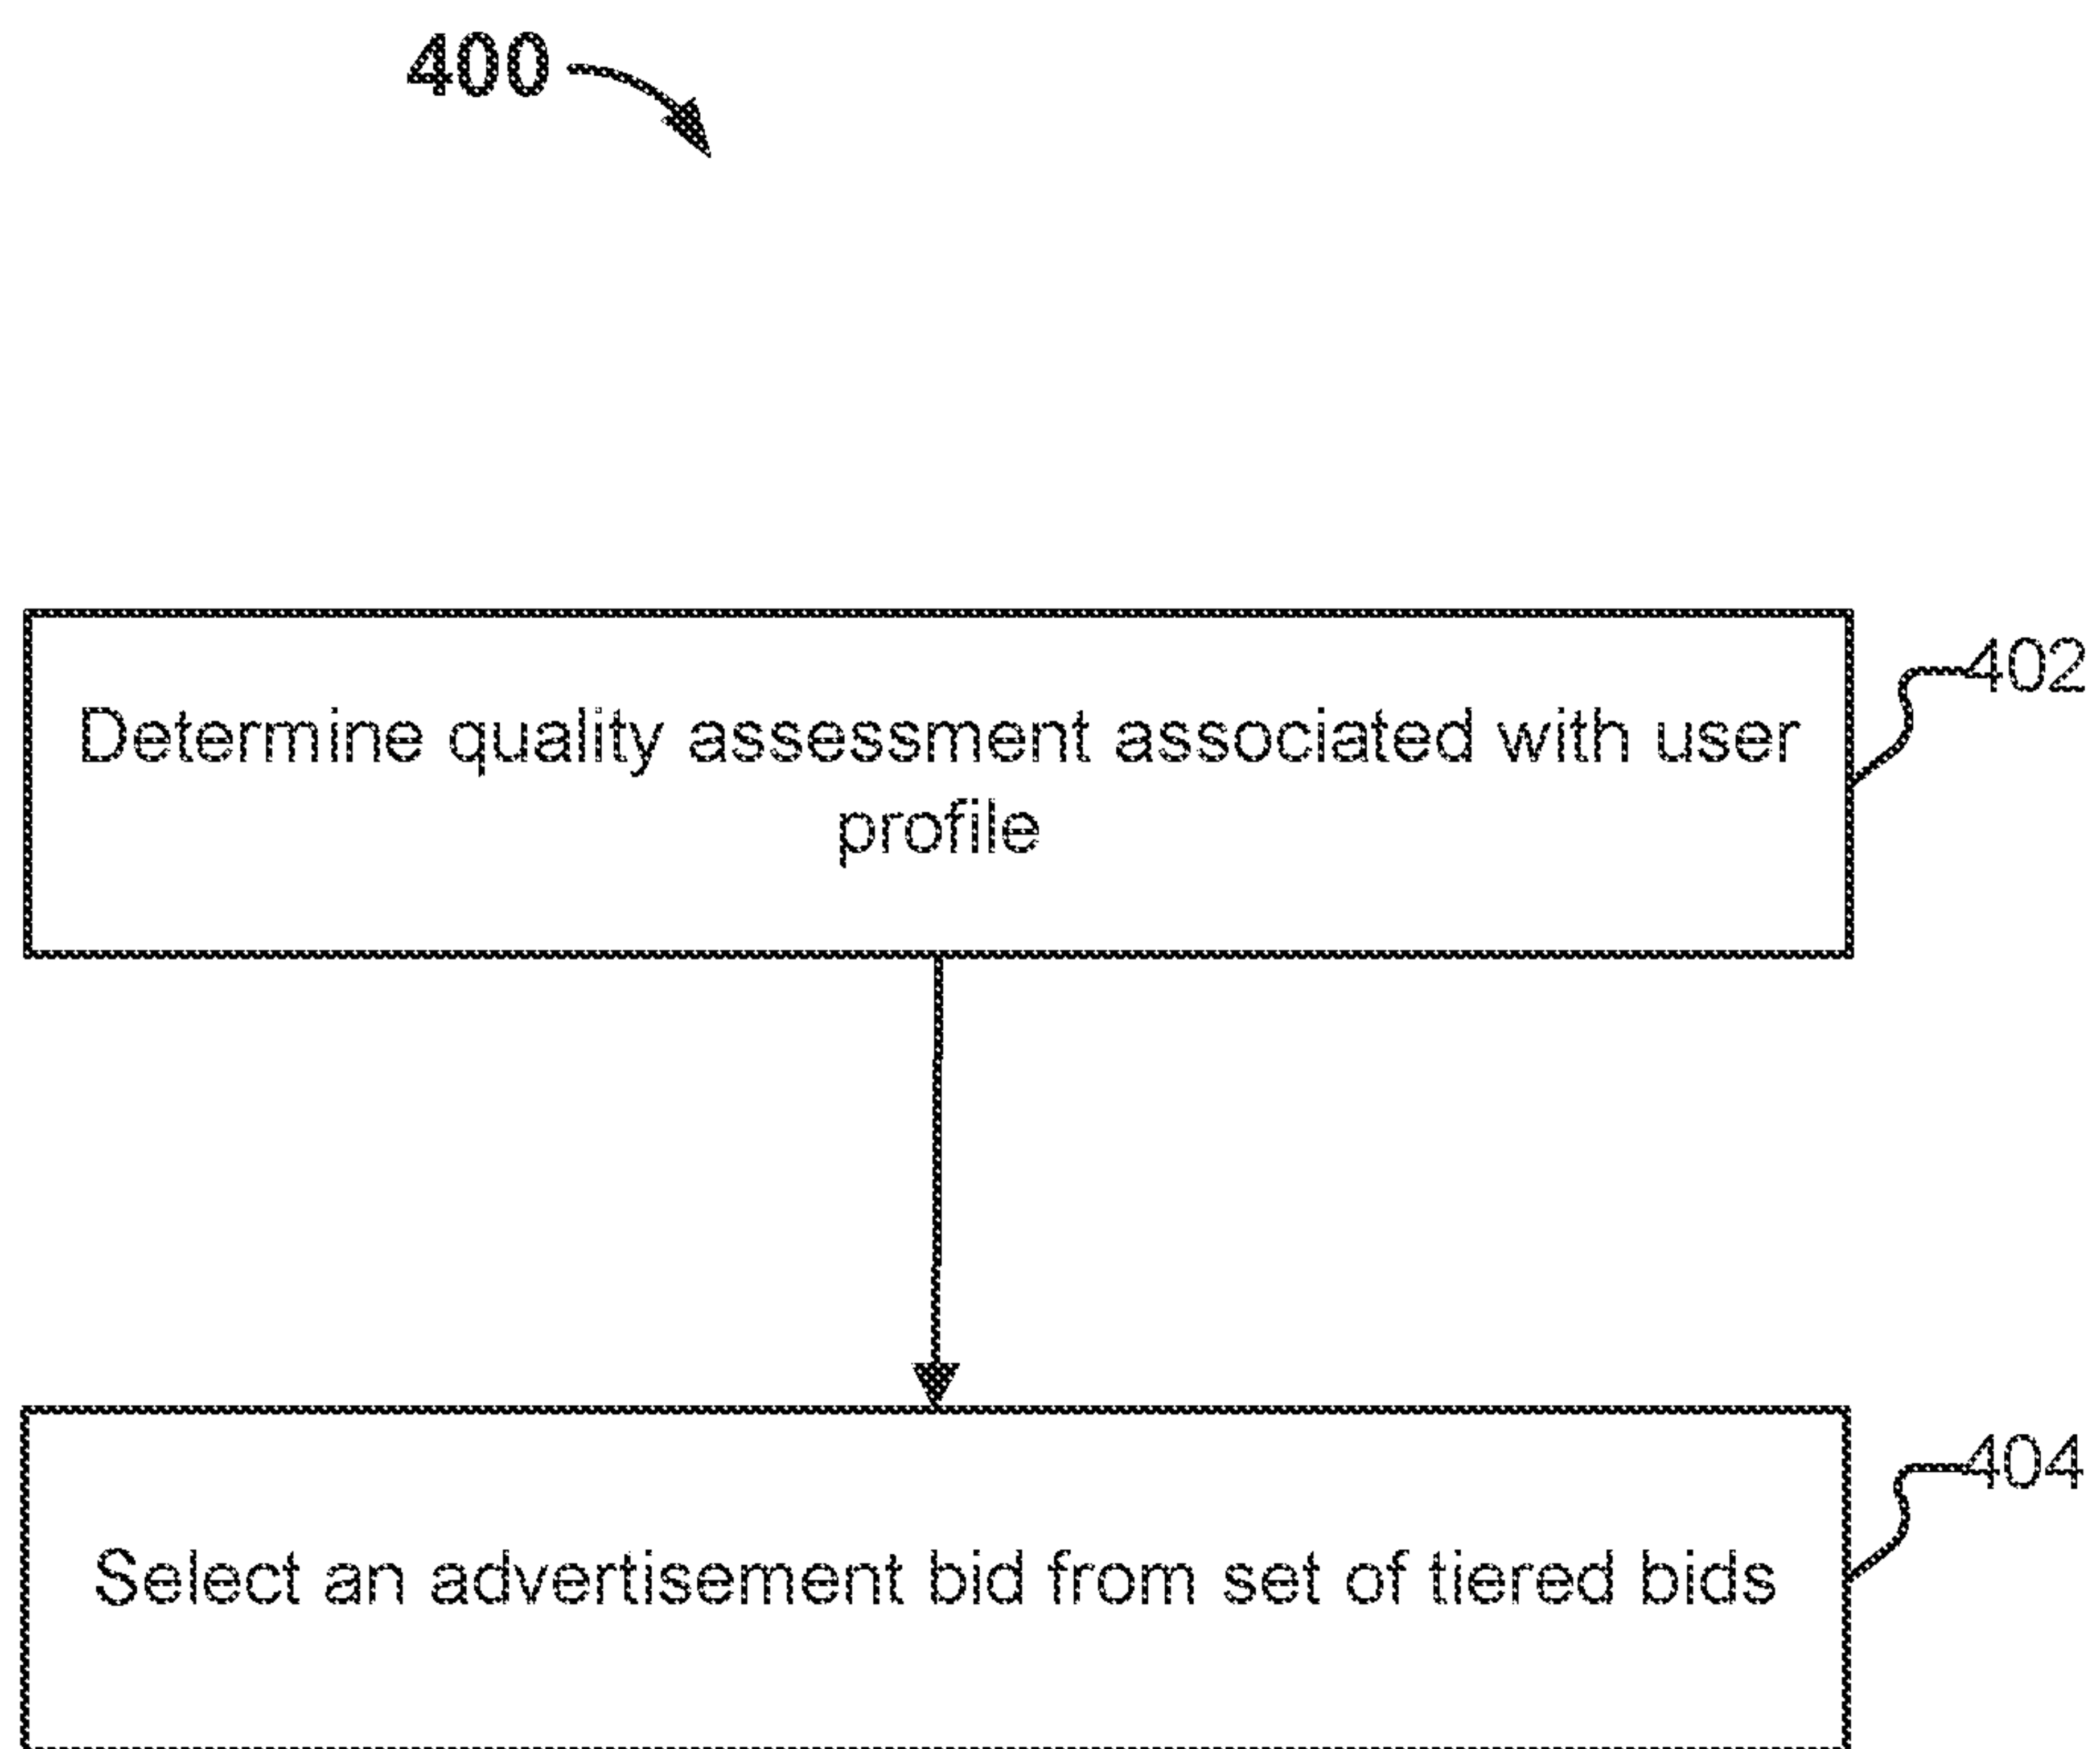 400
402
Determine quality assessment associated with user
profile
404
Select an advertisement bid from set of tiered bids